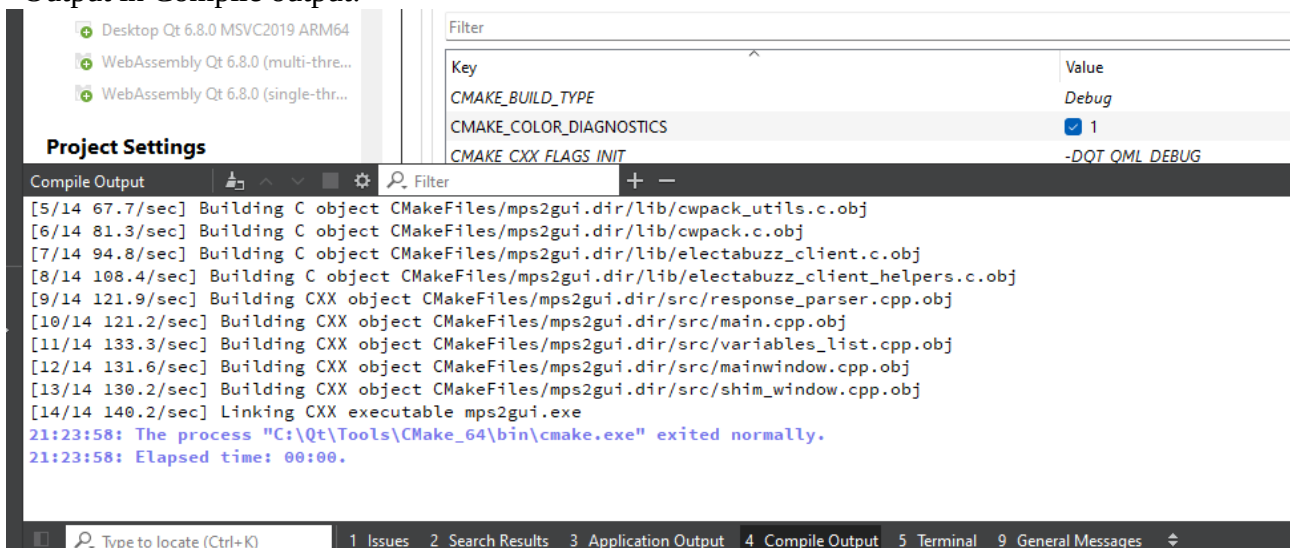 Output in Compile output:
Desktop Qt 6.8.0 MSVC2019 ARM64
WebAssembly Qt 6.8.0 (multi-thre...
WebAssembly Qt 6.8.0 (single-thr...
Project Settings
Filter
Key Value
CMAKE_BUILD_TYPE Debug
CMAKE_COLOR_DIAGNOSTICS 1
CMAKE_CXX_FLAGS_INIT -DQT_QML_DEBUG
Compile Output Filter
[5/14 67.7/sec] Building C object CMakeFiles/mps2gui.dir/lib/cwpack_utils.c.obj
[6/14 81.3/sec] Building C object CMakeFiles/mps2gui.dir/lib/cwpack.c.obj
[7/14 94.8/sec] Building C object CMakeFiles/mps2gui.dir/lib/electabuzz_client.c.obj
[8/14 108.4/sec] Building C object CMakeFiles/mps2gui.dir/lib/electabuzz_client_helpers.c.obj
[9/14 121.9/sec] Building CXX object CMakeFiles/mps2gui.dir/src/response_parser.cpp.obj
[10/14 121.2/sec] Building CXX object CMakeFiles/mps2gui.dir/src/main.cpp.obj
[11/14 133.3/sec] Building CXX object CMakeFiles/mps2gui.dir/src/variables_list.cpp.obj
[12/14 131.6/sec] Building CXX object CMakeFiles/mps2gui.dir/src/mainwindow.cpp.obj
[13/14 130.2/sec] Building CXX object CMakeFiles/mps2gui.dir/src/shim_window.cpp.obj
[14/14 140.2/sec] Linking CXX executable mps2gui.exe
21:23:58: The process "C:\Qt\Tools\CMake_64\bin\cmake.exe" exited normally.
21:23:58: Elapsed time: 00:00.
Type to locate (Ctrl+K) 1 Issues 2 Search Results 3 Application Output 4 Compile Output 5 Terminal 9 General Messages